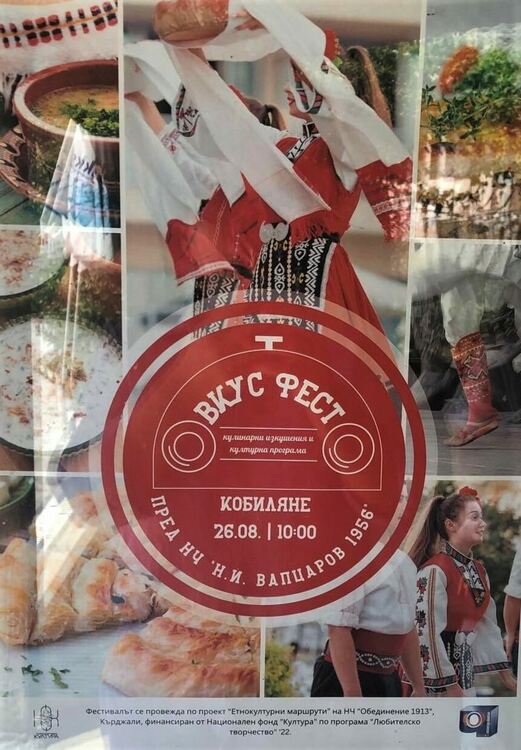 ВКУС ФЕСТ
кулинарни изкушения и
културна програма
КОБИЛЯНЕ
26.08. | 10:00
ПРЕД НЧ "Н.Й. ВАПЦАРОВ 1956"
Фестивалът се провежда по проект "Етнокултурни маршрути" на НЧ "Обединение 1913",
Кърджали, финансиран от Национален фонд "Култура" по програма "Любителско
творчество" '22.
КУЛТУРА